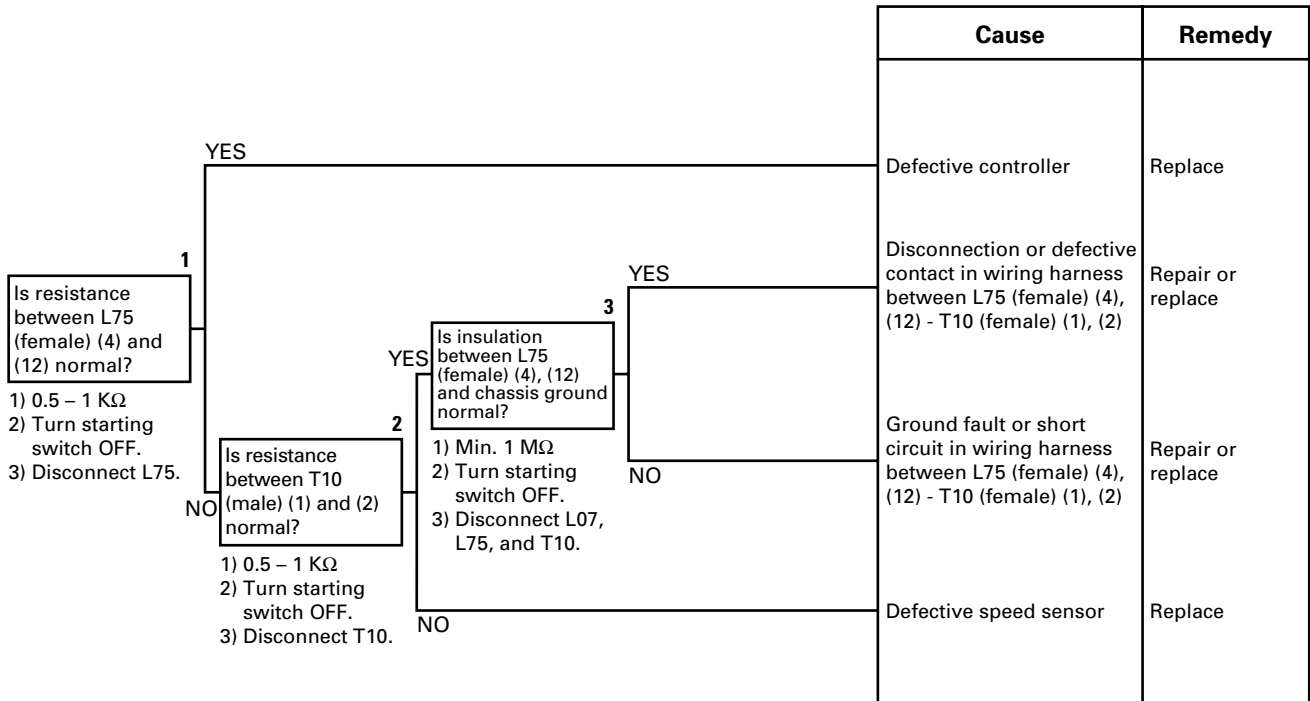 Cause
Remedy
YES
Defective controller
Replace
1
Is resistance
between L75
(female) (4) and
(12) normal?
1) 0.5 – 1 KΩ
2) Turn starting
switch OFF.
3) Disconnect L75.
NO
2
Is resistance
between T10
(male) (1) and (2)
normal?
1) 0.5 – 1 KΩ
2) Turn starting
switch OFF.
3) Disconnect T10.
YES
3
Is insulation
between L75
(female) (4), (12)
and chassis ground
normal?
1) Min. 1 MΩ
2) Turn starting
switch OFF.
3) Disconnect L07,
L75, and T10.
YES
Disconnection or defective
contact in wiring harness
between L75 (female) (4),
(12) - T10 (female) (1), (2)
Repair or
replace
NO
Ground fault or short
circuit in wiring harness
between L75 (female) (4),
(12) - T10 (female) (1), (2)
Repair or
replace
NO
Defective speed sensor
Replace